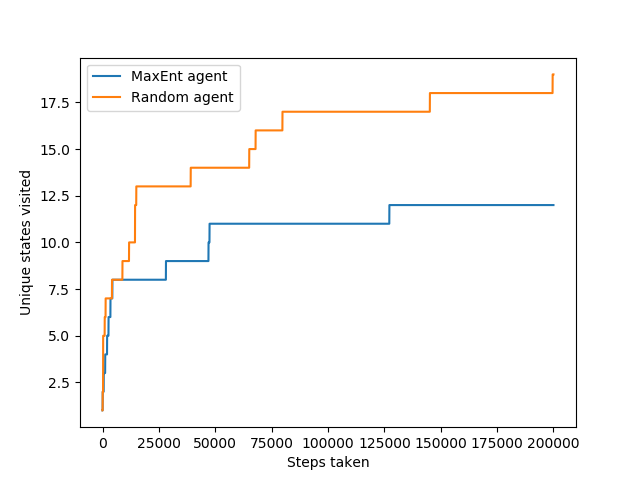 MaxEnt agent
Random agent
17.5
15.0
12.5
10.0
7.5
5.0
2.5
Unique states visited
0 25000 50000 75000 100000 125000 150000 175000 200000
Steps taken